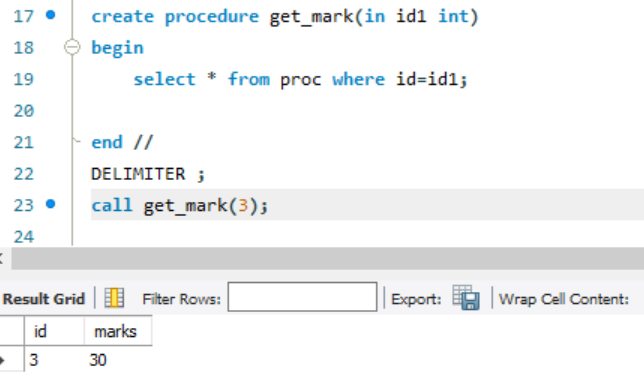 17 create procedure get_mark(in id1 int)
18 begin
19 select * from proc where id=id1;
20
21 end //
22 DELIMITER ;
23 call get_mark(3);
24
Result Grid Filter Rows: Export: Wrap Cell Content:
id marks
3 30